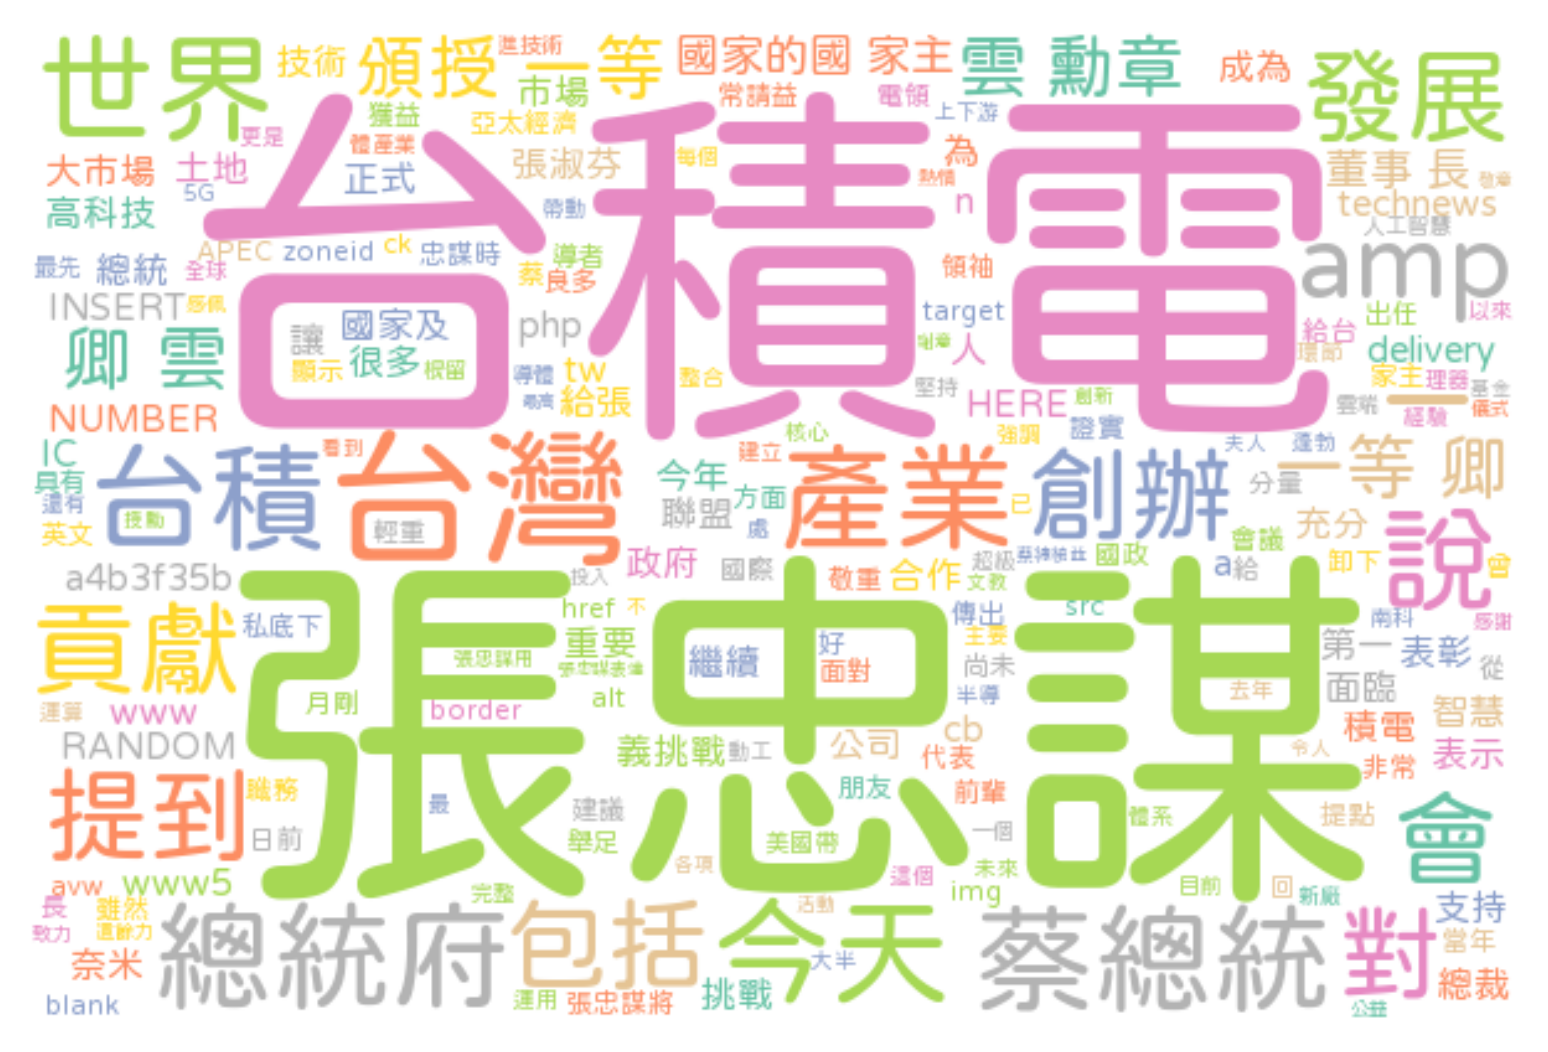 世界 技術 頒授 一等 進技術 國家的國 家主 雲 勳章 成為 發展
市場 常請益 電領 上下游
獲益 亞太經濟
更是 體產業
台積電
大市場 土地 正式 張淑芬 每個 為 董事 長
5G 熱情
高科技 帶動 n technews
人工智慧
APEC zoneid ck 忠謀時 導者
最先 總統 全球 蔡 良多 領袖 amp
INSERT 感佩 讓 國家及 php target 出任 以來
給台
卿 雲 顯示 很多 根留 人 環節 delivery
導體 tw 整合 堅持 家主 理器 基金
NUMBER 最高 給張 HERE 創新 雲端 一 儀式
經驗
核心 強調 證實
IC 看到 建立 夫人 蓬勃
具有 台積 台灣 今年 產業 創辦 一等 卿
還有 方面 分量
英文 授勳 輕重 聯盟 處 已 充分 說
政府 國際 超級 國政 會議
a4b3f35b 投入 敬重 合作 文教 a 給 卸下 曾
張忠謀
貢獻 私底下 href 不 傳出 src 南科 感謝
重要 繼續 好 主要 第一 表彰 從
張忠謀用 面對 尚未
運算 www 月剛 alt 半導 去年 面臨 智慧
border
RANDOM 義挑戰 動工 公司 cb 代表 令人 積電 表示
非常
提到 職務 最 建議 朋友 前輩 體系 提點 會
日前 舉足 美國帶 一個
avw www5 完整 各項 這個 未來 img 目前 回 新廠
長 雖然 活動 支持
致力 還餘力 總統府 包括 今天 蔡總統 對 當年
奈米 大半 總裁
blank 運用 張忠謀將 挑戰 公益